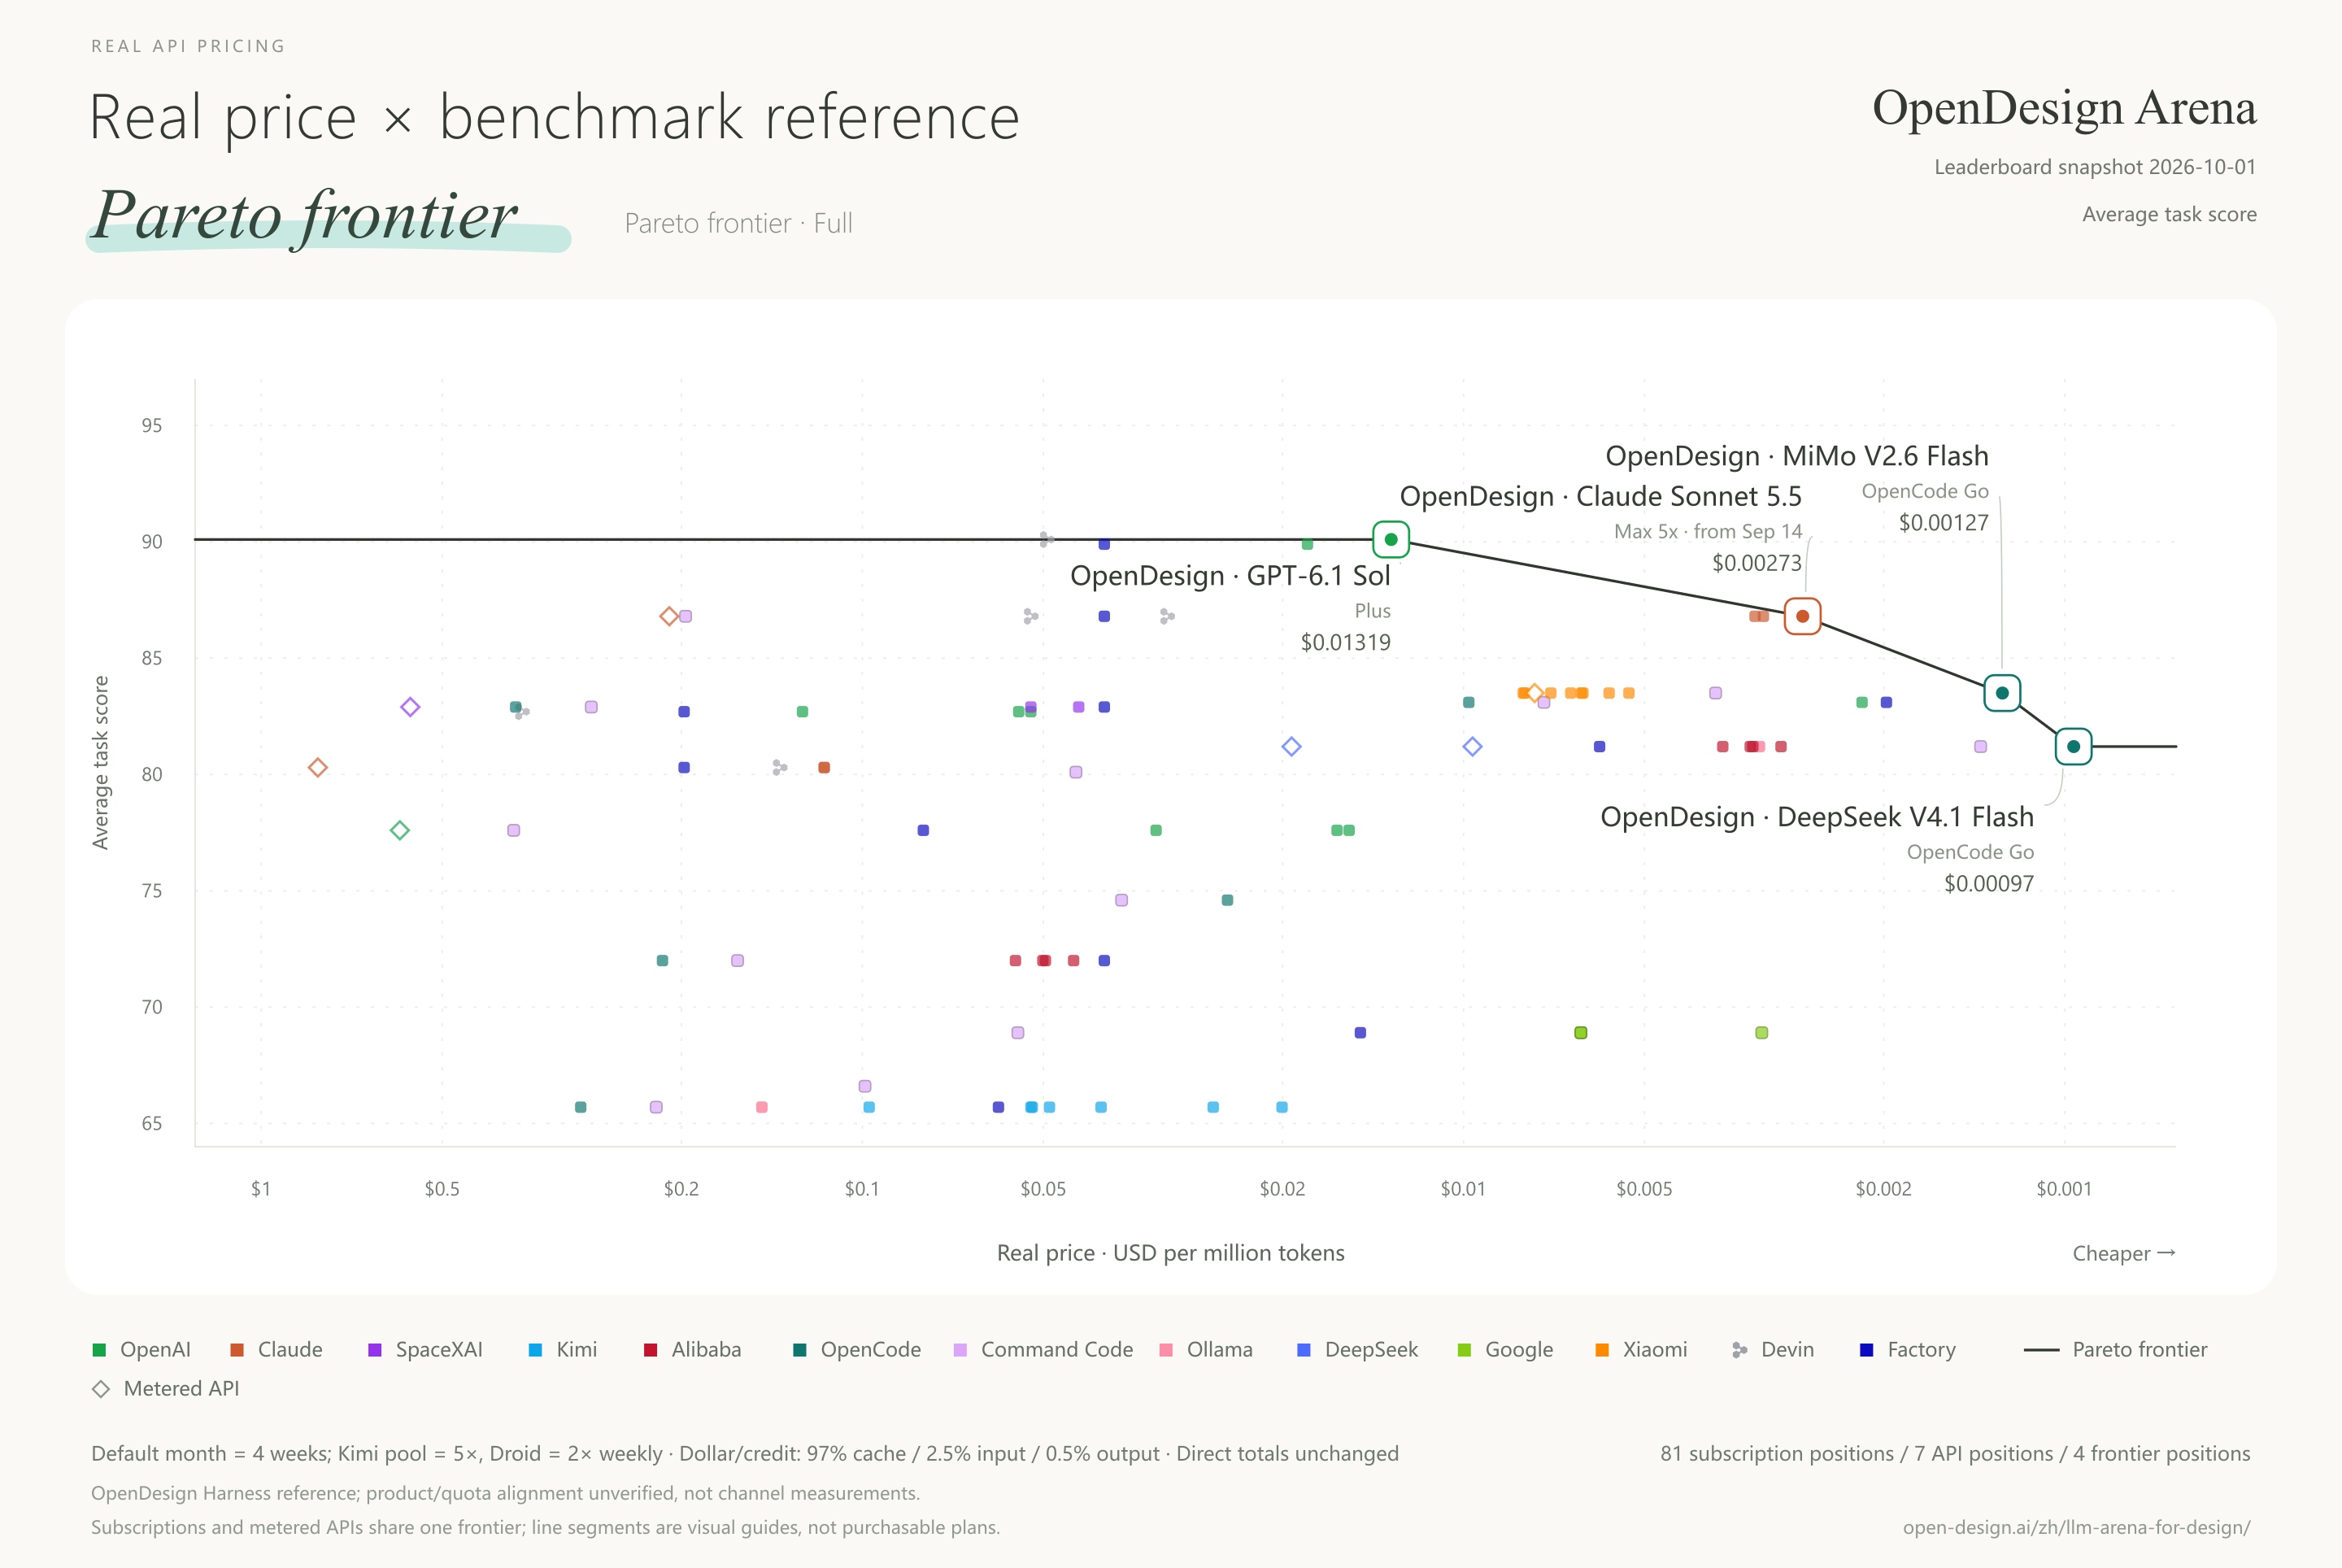 REAL API PRICING
Real price × benchmark reference
Pareto frontier
Pareto frontier · Full
OpenDesign Arena
Leaderboard snapshot 2026-10-01
Average task score
Average task score
95
90
85
80
75
70
65
OpenDesign · MiMo V2.6 Flash
OpenCode Go
$0.00127
OpenDesign · Claude Sonnet 5.5
Max 5x · from Sep 14
$0.00273
OpenDesign · GPT-6.1 Sol
Plus
$0.01319
OpenDesign · DeepSeek V4.1 Flash
OpenCode Go
$0.00097
$1
$0.5
$0.2
$0.1
$0.05
$0.02
$0.01
$0.005
$0.002
$0.001
Real price · USD per million tokens
Cheaper →
OpenAI
Claude
SpaceXAI
Kimi
Alibaba
OpenCode
Command Code
Ollama
DeepSeek
Google
Xiaomi
Devin
Factory
Pareto frontier
Metered API
Default month = 4 weeks; Kimi pool = 5×, Droid = 2× weekly · Dollar/credit: 97% cache / 2.5% input / 0.5% output · Direct totals unchanged
81 subscription positions / 7 API positions / 4 frontier positions
OpenDesign Harness reference; product/quota alignment unverified, not channel measurements.
Subscriptions and metered APIs share one frontier; line segments are visual guides, not purchasable plans.
open-design.ai/zh/llm-arena-for-design/